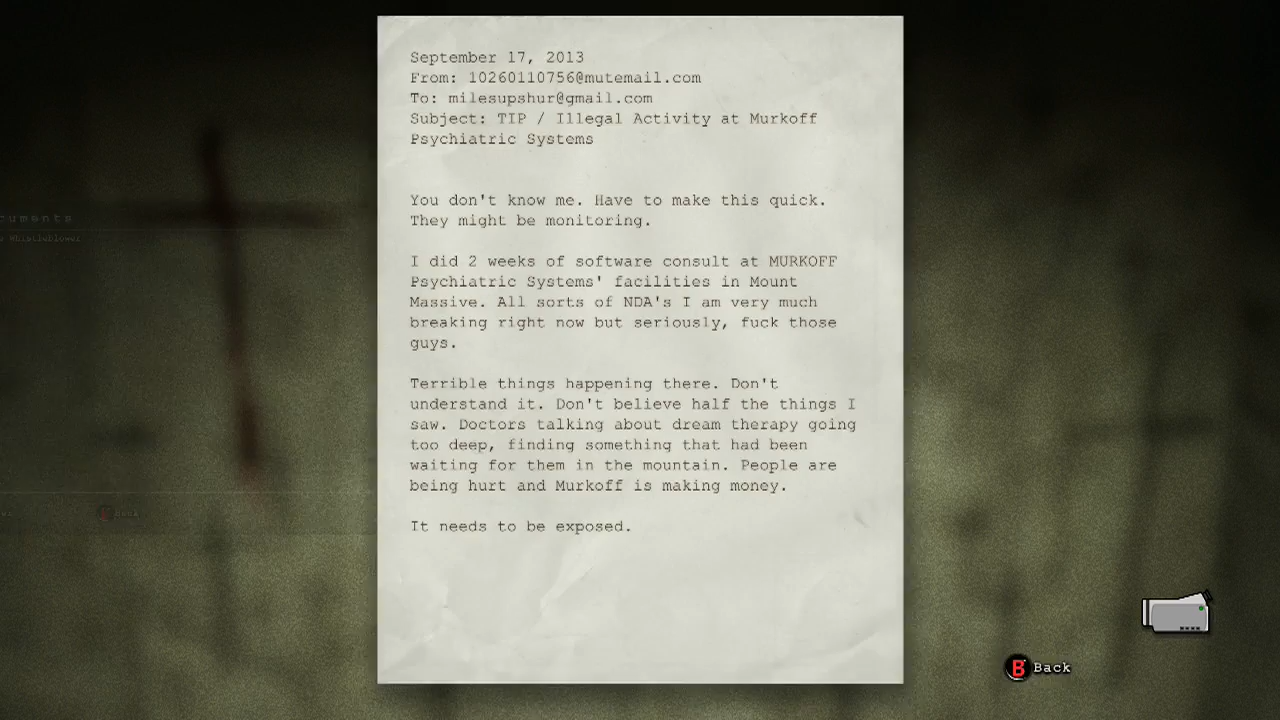 September 17, 2013
From: 10260110756@mutemail.com
To: milesupshur@gmail.com
Subject: TIP / Illegal Activity at Murkoff
Psychiatric Systems
You don't know me. Have to make this quick.
They might be monitoring.
I did 2 weeks of software consult at MURKOFF
Psychiatric Systems' facilities in Mount
Massive. All sorts of NDA's I am very much
breaking right now but seriously, fuck those
guys.
Terrible things happening there. Don't
understand it. Don't believe half the things I
saw. Doctors talking about dream therapy going
too deep, finding something that had been
waiting for them in the mountain. People are
being hurt and Murkoff is making money.
It needs to be exposed.
cuments
Whistleblower
B Back
B Back